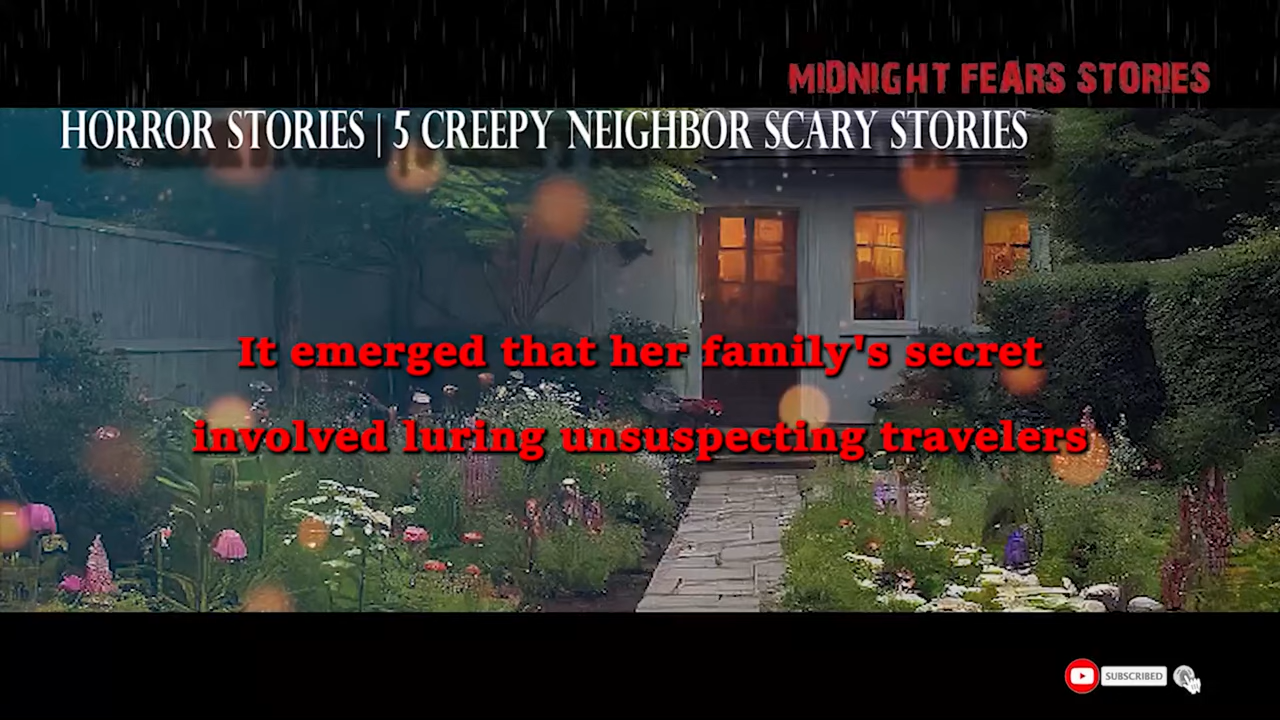 MIDNIGHT FEARS STORIES
HORROR STORIES | 5 CREEPY NEIGHBOR SCARY STORIES
It emerged that her family's secret
involved luring unsuspecting travelers
SUBSCRIBED